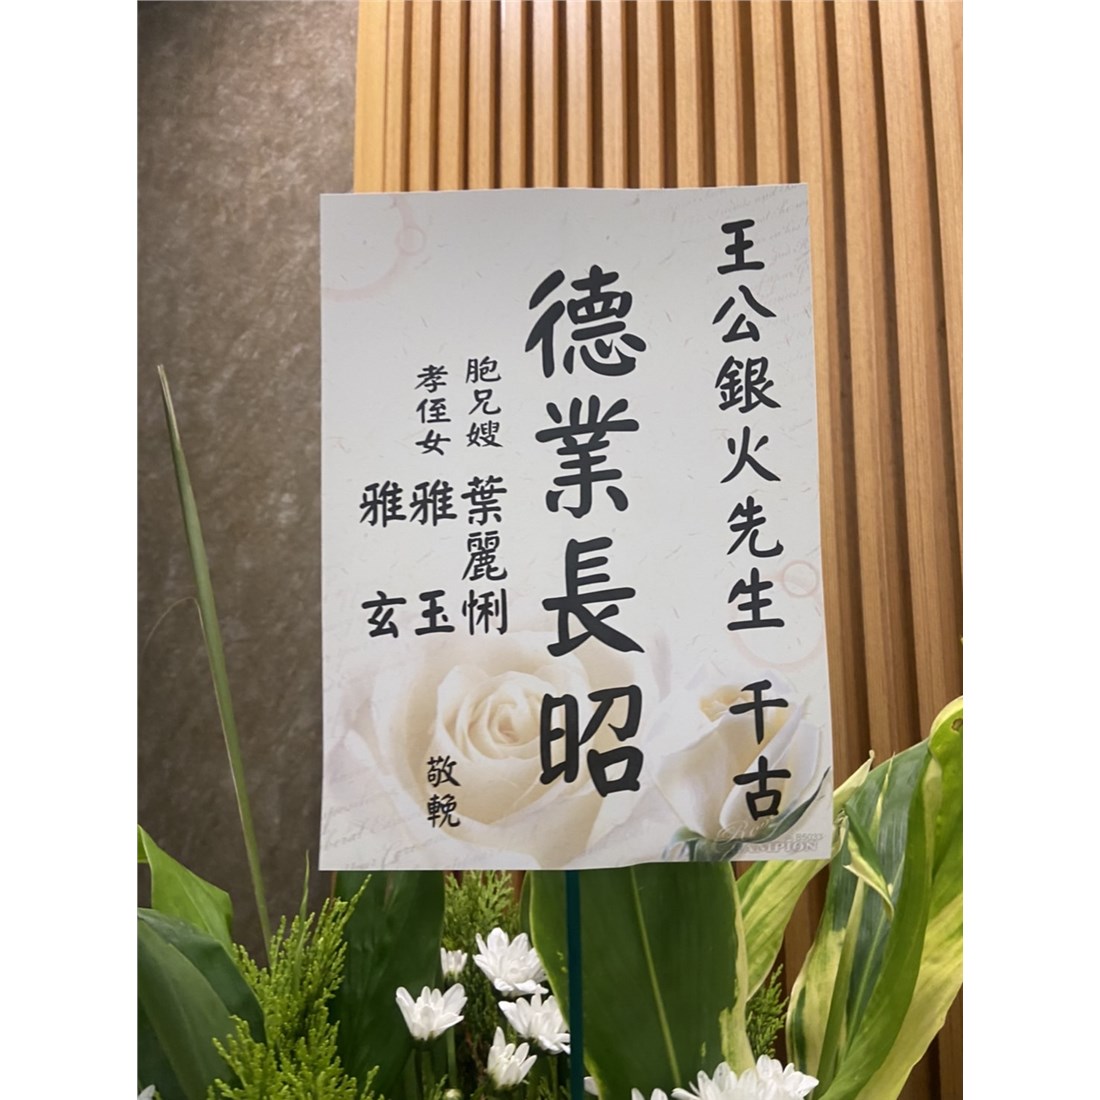 王公銀火先生 千古
德業長昭
胞兄嫂 葉麗悧
孝侄女 雅玉
雅玄
敬輓